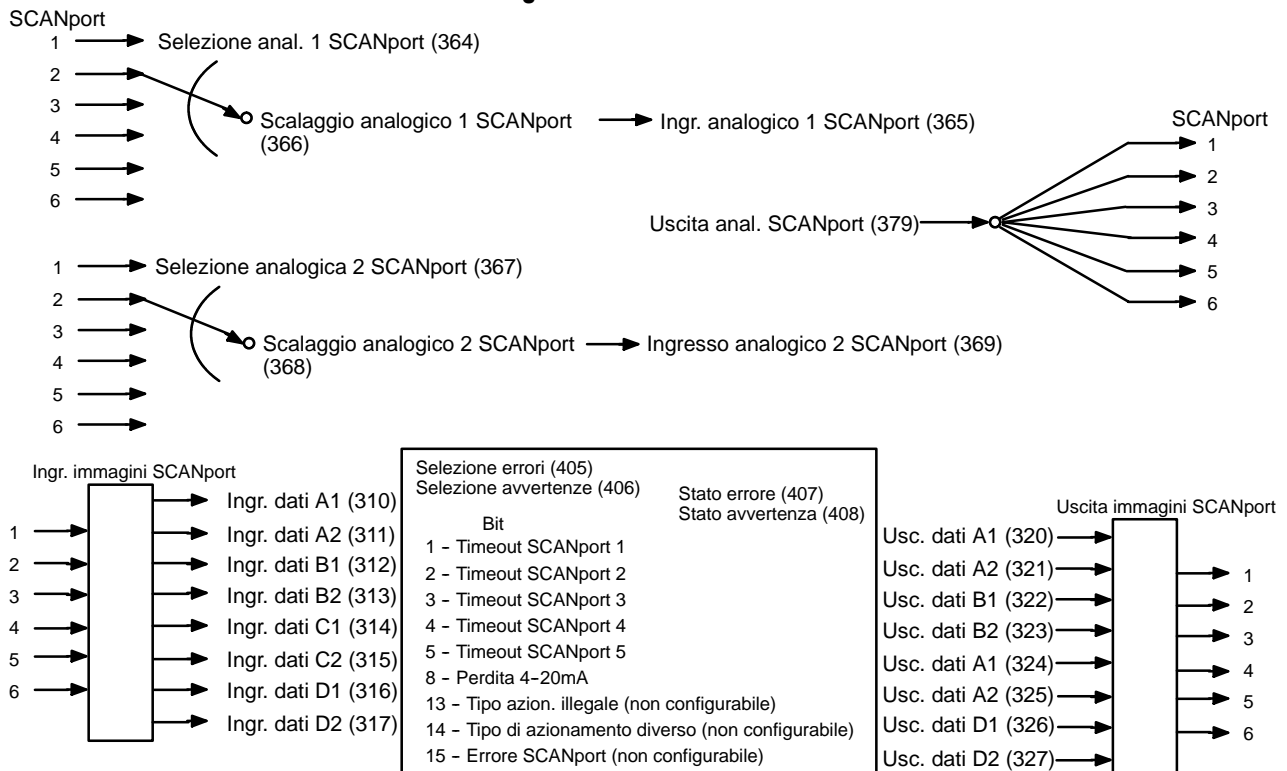 SCANport
1 Selezione anal. 1 SCANport (364)
2
3
4
5
6
Scalaggio analogico 1 SCANport
(366)
Ingr. analogico 1 SCANport (365)
Uscita anal. SCANport (379)
SCANport
1
2
3
4
5
6
1 Selezione analogica 2 SCANport (367)
2
3
4
5
6
Scalaggio analogico 2 SCANport
(368)
Ingresso analogico 2 SCANport (369)
Ingr. immagini SCANport
1
2
3
4
5
6
Ingr. dati A1 (310)
Ingr. dati A2 (311)
Ingr. dati B1 (312)
Ingr. dati B2 (313)
Ingr. dati C1 (314)
Ingr. dati C2 (315)
Ingr. dati D1 (316)
Ingr. dati D2 (317)
Selezione errori (405)
Selezione avvertenze (406)
Stato errore (407)
Stato avvertenza (408)
Bit
1 - Timeout SCANport 1
2 - Timeout SCANport 2
3 - Timeout SCANport 3
4 - Timeout SCANport 4
5 - Timeout SCANport 5
8 - Perdita 4-20mA
13 - Tipo azion. illegale (non configurabile)
14 - Tipo di azionamento diverso (non configurabile)
15 - Errore SCANport (non configurabile)
Uscita immagini SCANport
Usc. dati A1 (320)
Usc. dati A2 (321)
Usc. dati B1 (322)
Usc. dati B2 (323)
Usc. dati A1 (324)
Usc. dati A2 (325)
Usc. dati D1 (326)
Usc. dati D2 (327)
1
2
3
4
5
6